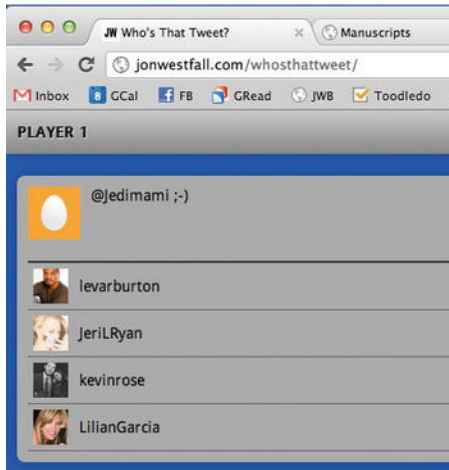 JW Who's That Tweet?
Manuscripts
jonwestfall.com/whosthattweet/
Inbox 8 GCal f FB GRead JWB Toodledo
PLAYER 1
@Jedimami ;-)
levarburton
JeriLRyan
kevinrose
LilianGarcia